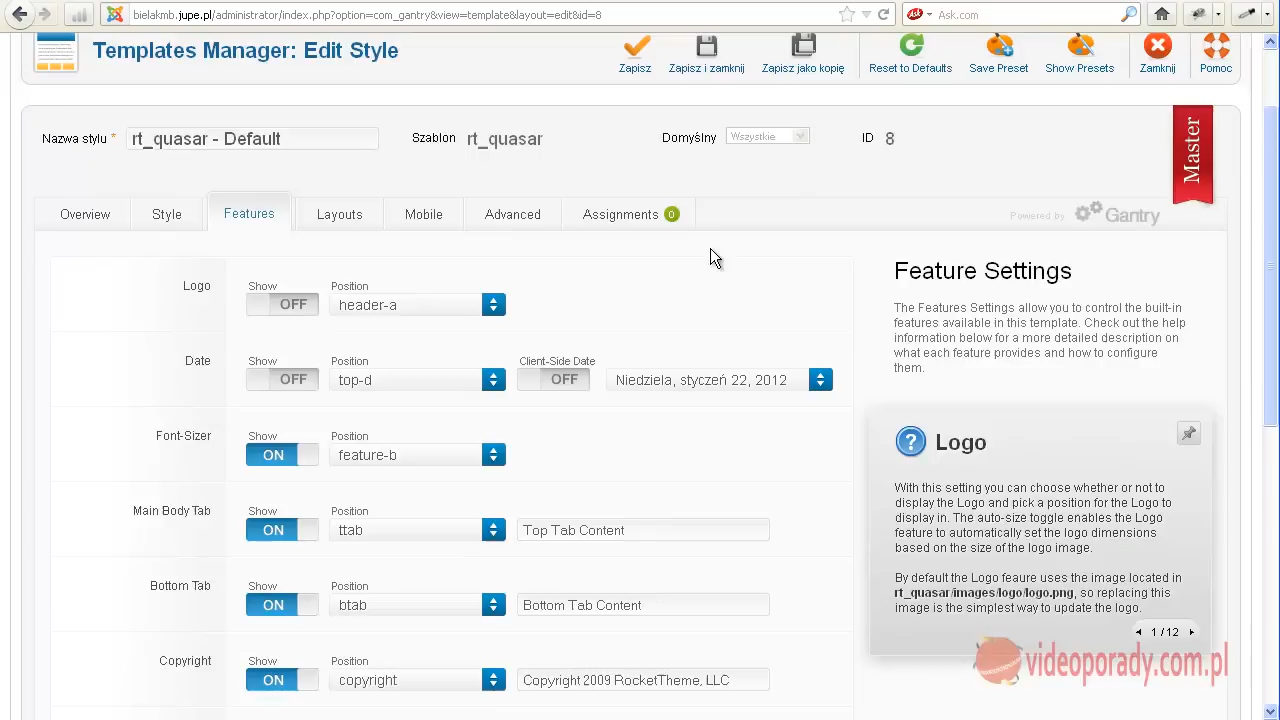 bielakmb.jupe.pl/administrator/index.php?option=com_gantry&view=template&layout=edit&id=8
Ask.com
Templates Manager: Edit Style
Zapisz
Zapisz i zamknij
Zapisz jako kopię
Reset to Defaults
Save Preset
Show Presets
Zamknij
Pomoc
Nazwa stylu *
rt_quasar - Default
Szablon
rt_quasar
Domyślny
Wszystkie
ID
8
Master
Overview
Style
Features
Layouts
Mobile
Advanced
Assignments 0
Powered by Gantry
Logo
Show
OFF
Position
header-a
Date
Show
OFF
Position
top-d
Client-Side Date
OFF
Niedziela, styczeń 22, 2012
Font-Sizer
Show
ON
Position
feature-b
Main Body Tab
Show
ON
Position
ttab
Top Tab Content
Bottom Tab
Show
ON
Position
btab
Bottom Tab Content
Copyright
Show
ON
Position
copyright
Copyright 2009 RocketTheme, LLC
Feature Settings
The Features Settings allow you to control the built-in
features available in this template. Check out the help
information below for a more detailed description on
what each feature provides and how to configure
them.
? Logo
With this setting you can choose whether or not to
display the Logo and pick a position for the Logo to
display in. The auto-size toggle enables the Logo
feature to automatically set the logo dimensions
based on the size of the logo image.
By default the Logo feaure uses the image located in
rt_quasar/images/logo/logo.png, so replacing this
image is the simplest way to update the logo.
1 / 12
videoporady.com.pl